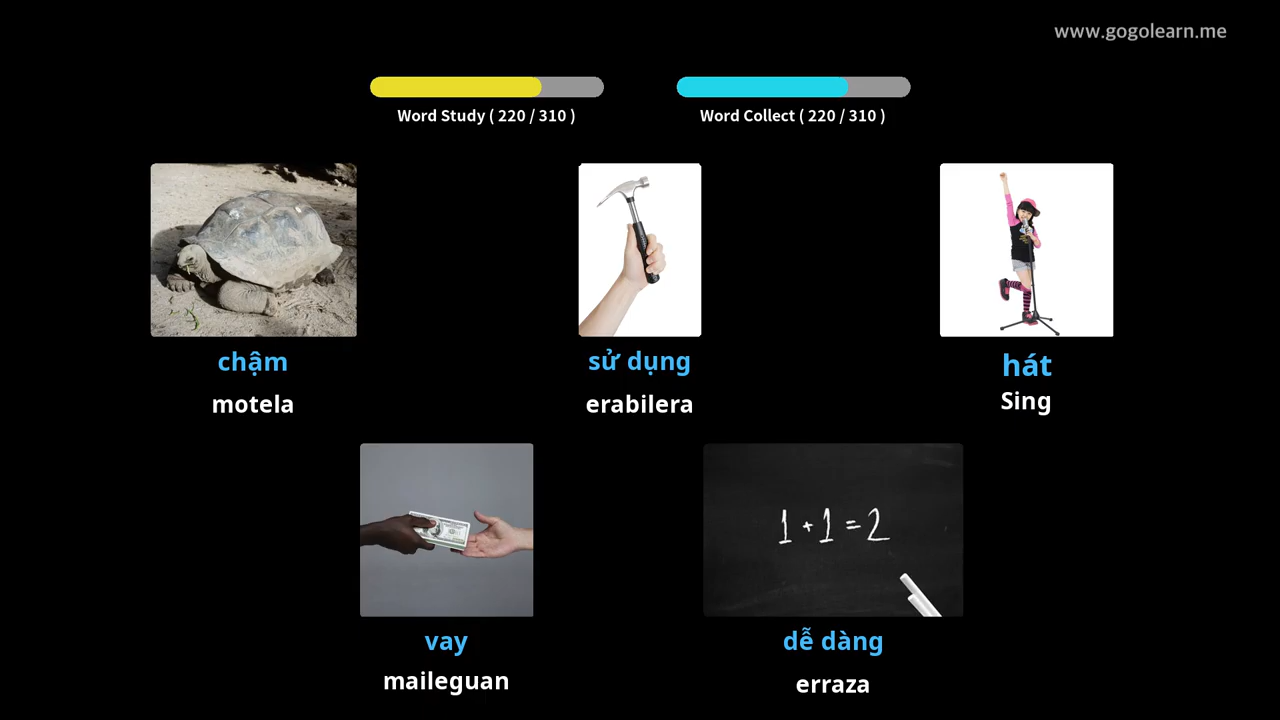 www.gogolearn.me
Word Study ( 220 / 310 )
Word Collect ( 220 / 310 )
chậm
motela
sử dụng
erabilera
hát
Sing
1 + 1 = 2
vay
maileguan
dễ dàng
erraza